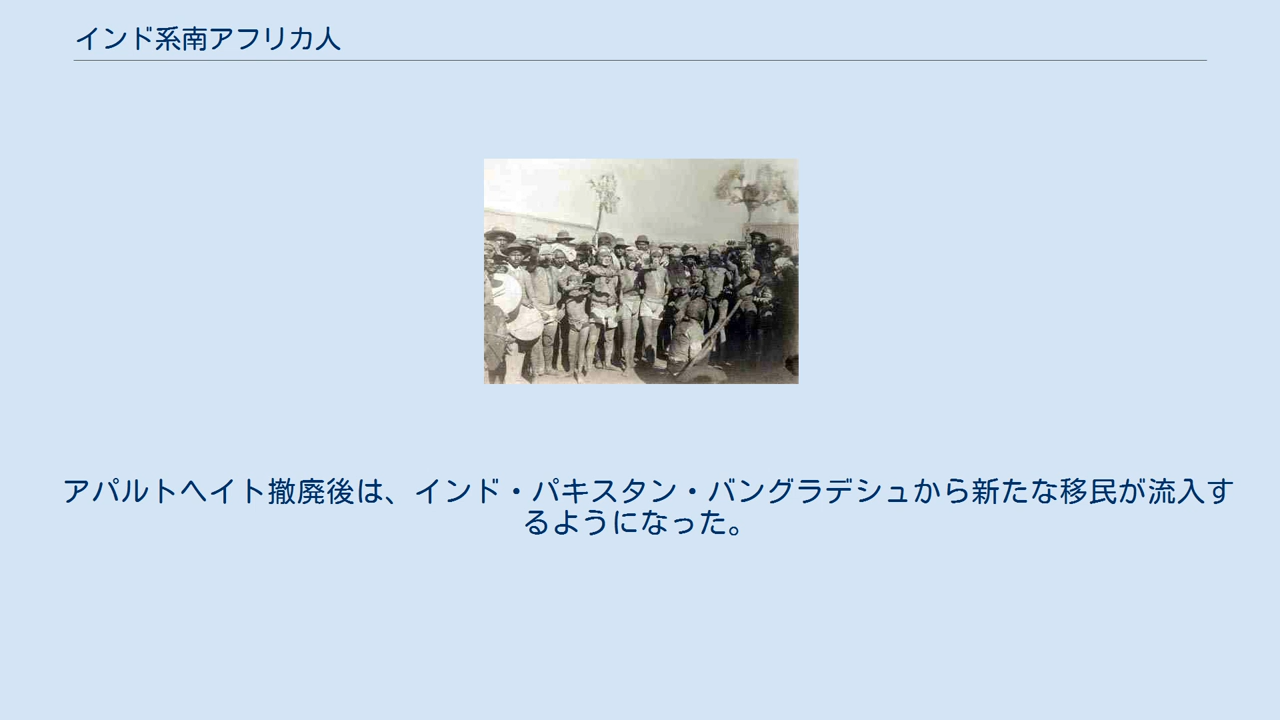 インド系南アフリカ人
アパルトヘイト撤廃後は、インド・パキスタン・バングラデシュから新たな移民が流入す
るようになった。